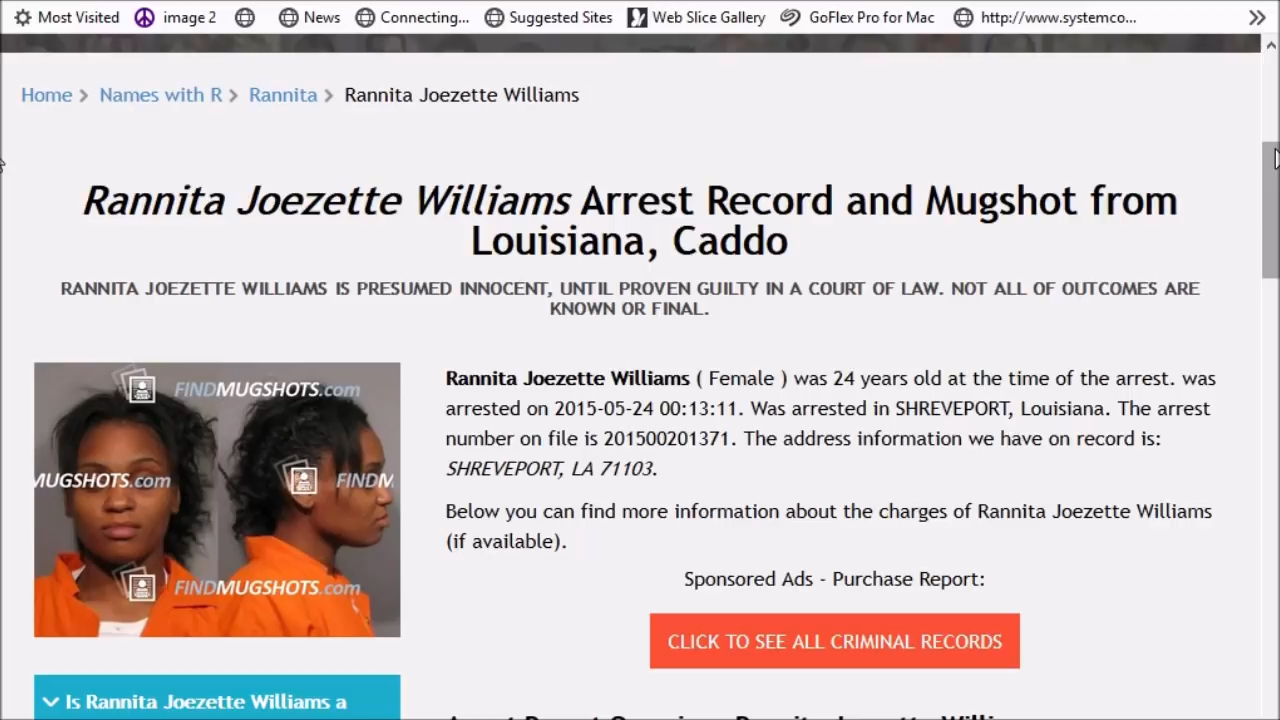 Most Visited image 2 News Connecting... Suggested Sites Web Slice Gallery GoFlex Pro for Mac http://www.systemco...
Home Names with R Rannita Rannita Joezette Williams
Rannita Joezette Williams Arrest Record and Mugshot from
Louisiana, Caddo
RANNITA JOEZETTE WILLIAMS IS PRESUMED INNOCENT, UNTIL PROVEN GUILTY IN A COURT OF LAW. NOT ALL OF OUTCOMES ARE
KNOWN OR FINAL.
FINDMUGSHOTS.com
MUGSHOTS.com FINDM
FINDMUGSHOTS.com
Rannita Joezette Williams ( Female ) was 24 years old at the time of the arrest. was
arrested on 2015-05-24 00:13:11. Was arrested in SHREVEPORT, Louisiana. The arrest
number on file is 201500201371. The address information we have on record is:
SHREVEPORT, LA 71103.
Below you can find more information about the charges of Rannita Joezette Williams
(if available).
Sponsored Ads - Purchase Report:
CLICK TO SEE ALL CRIMINAL RECORDS
Is Rannita Joezette Williams a